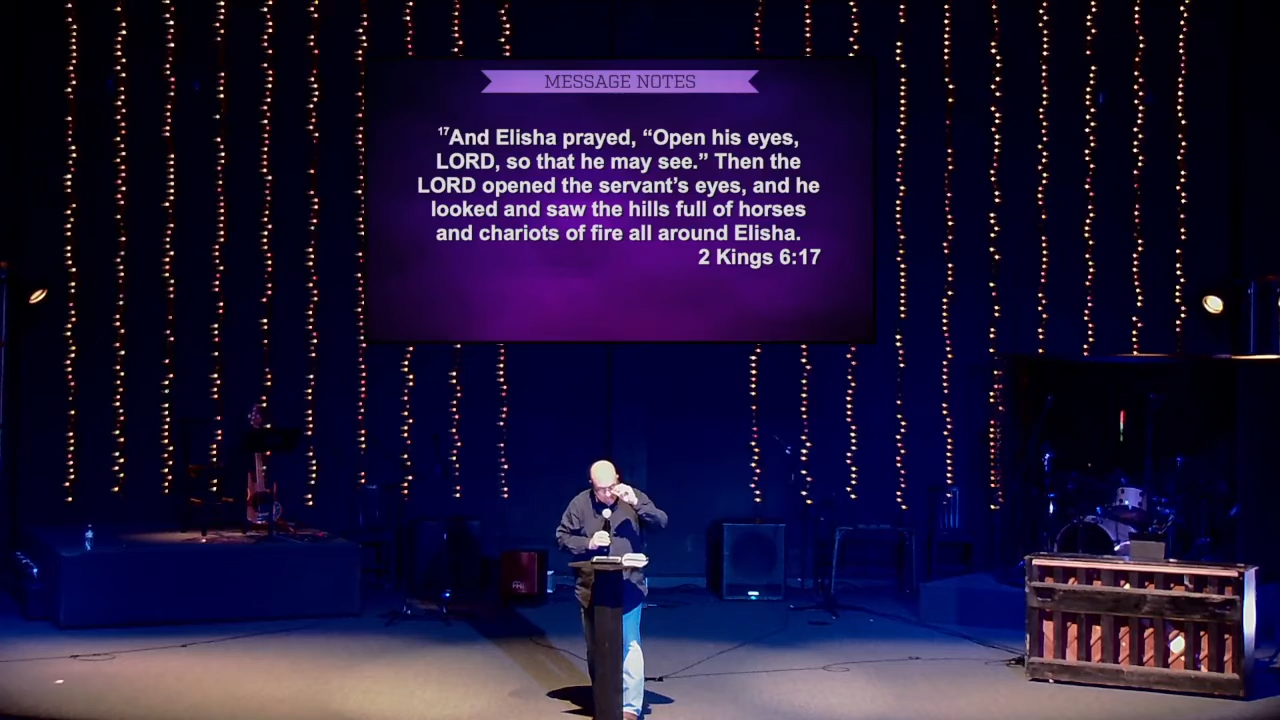 MESSAGE NOTES
17And Elisha prayed, “Open his eyes,
LORD, so that he may see.” Then the
LORD opened the servant’s eyes, and he
looked and saw the hills full of horses
and chariots of fire all around Elisha.
2 Kings 6:17